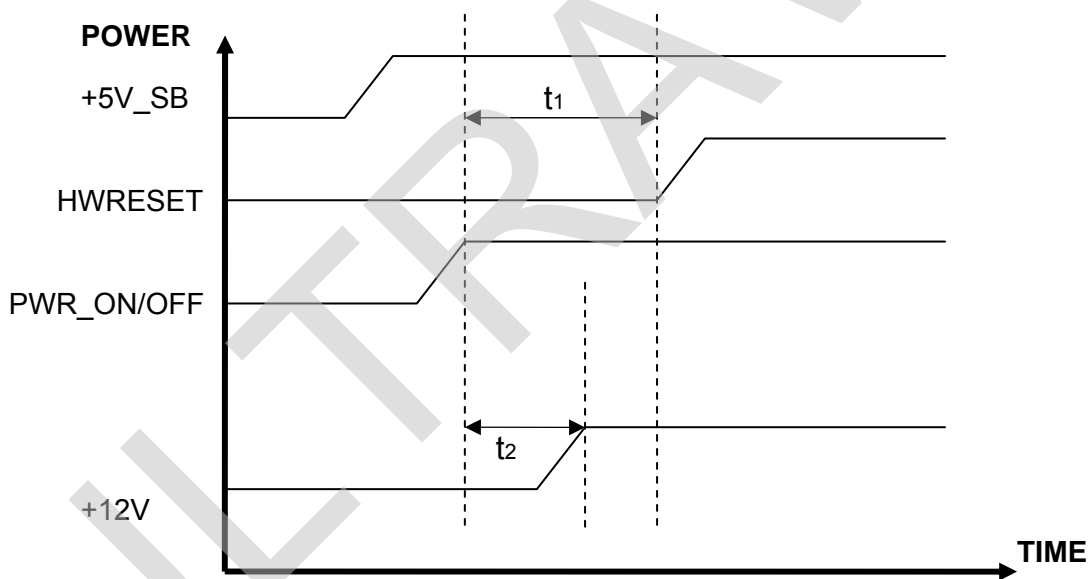 POWER
+5V_SB
t1
HWRESET
PWR_ON/OFF
t2
+12V
TIME